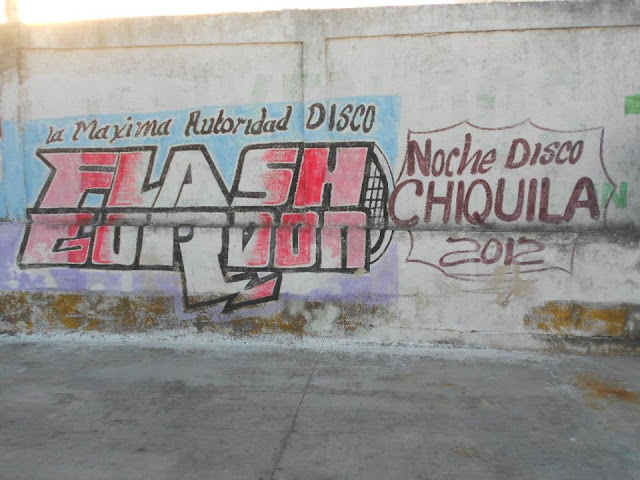 la Maxima Autoridad DISCO
FLASH
GORDON
Noche DISCO
CHIQUILA
2012